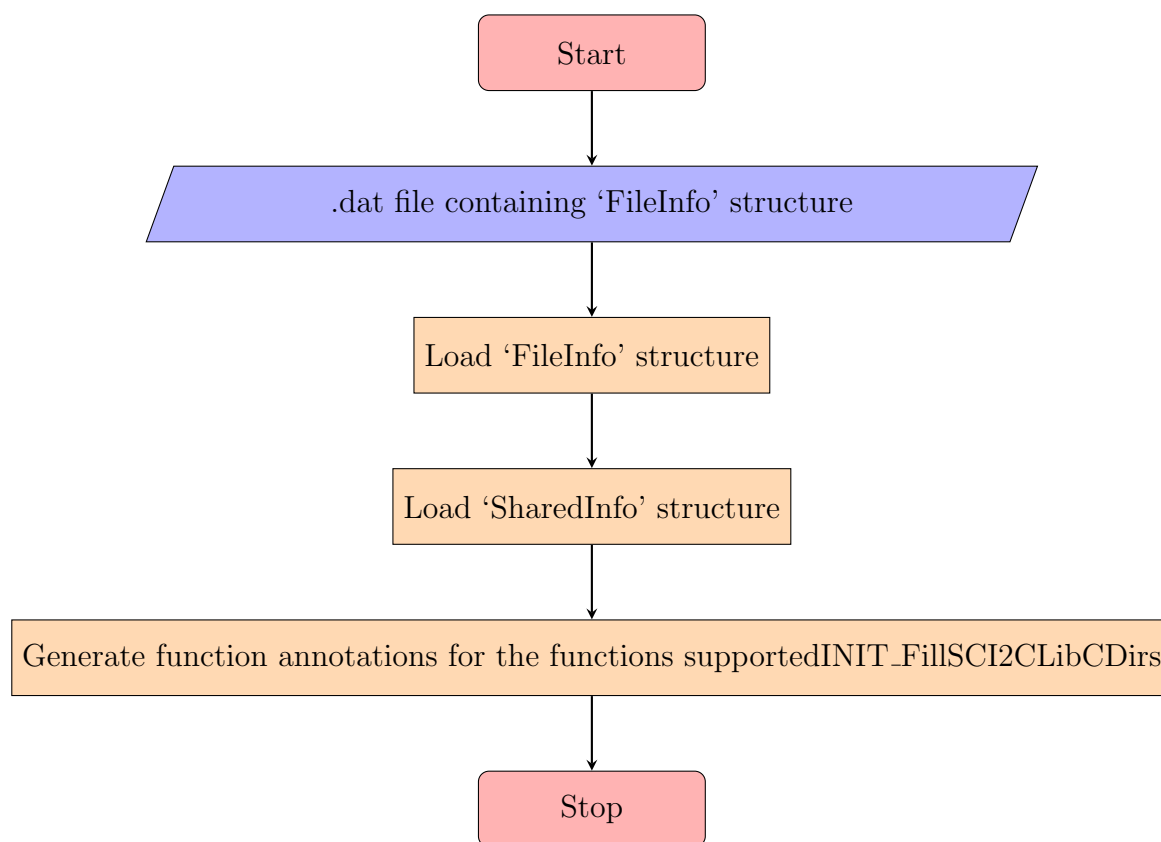 Start
.dat file containing ‘FileInfo’ structure
Load ‘FileInfo’ structure
Load ‘SharedInfo’ structure
Generate function annotations for the functions supportedINIT_FillSCI2CLibCDirs
Stop